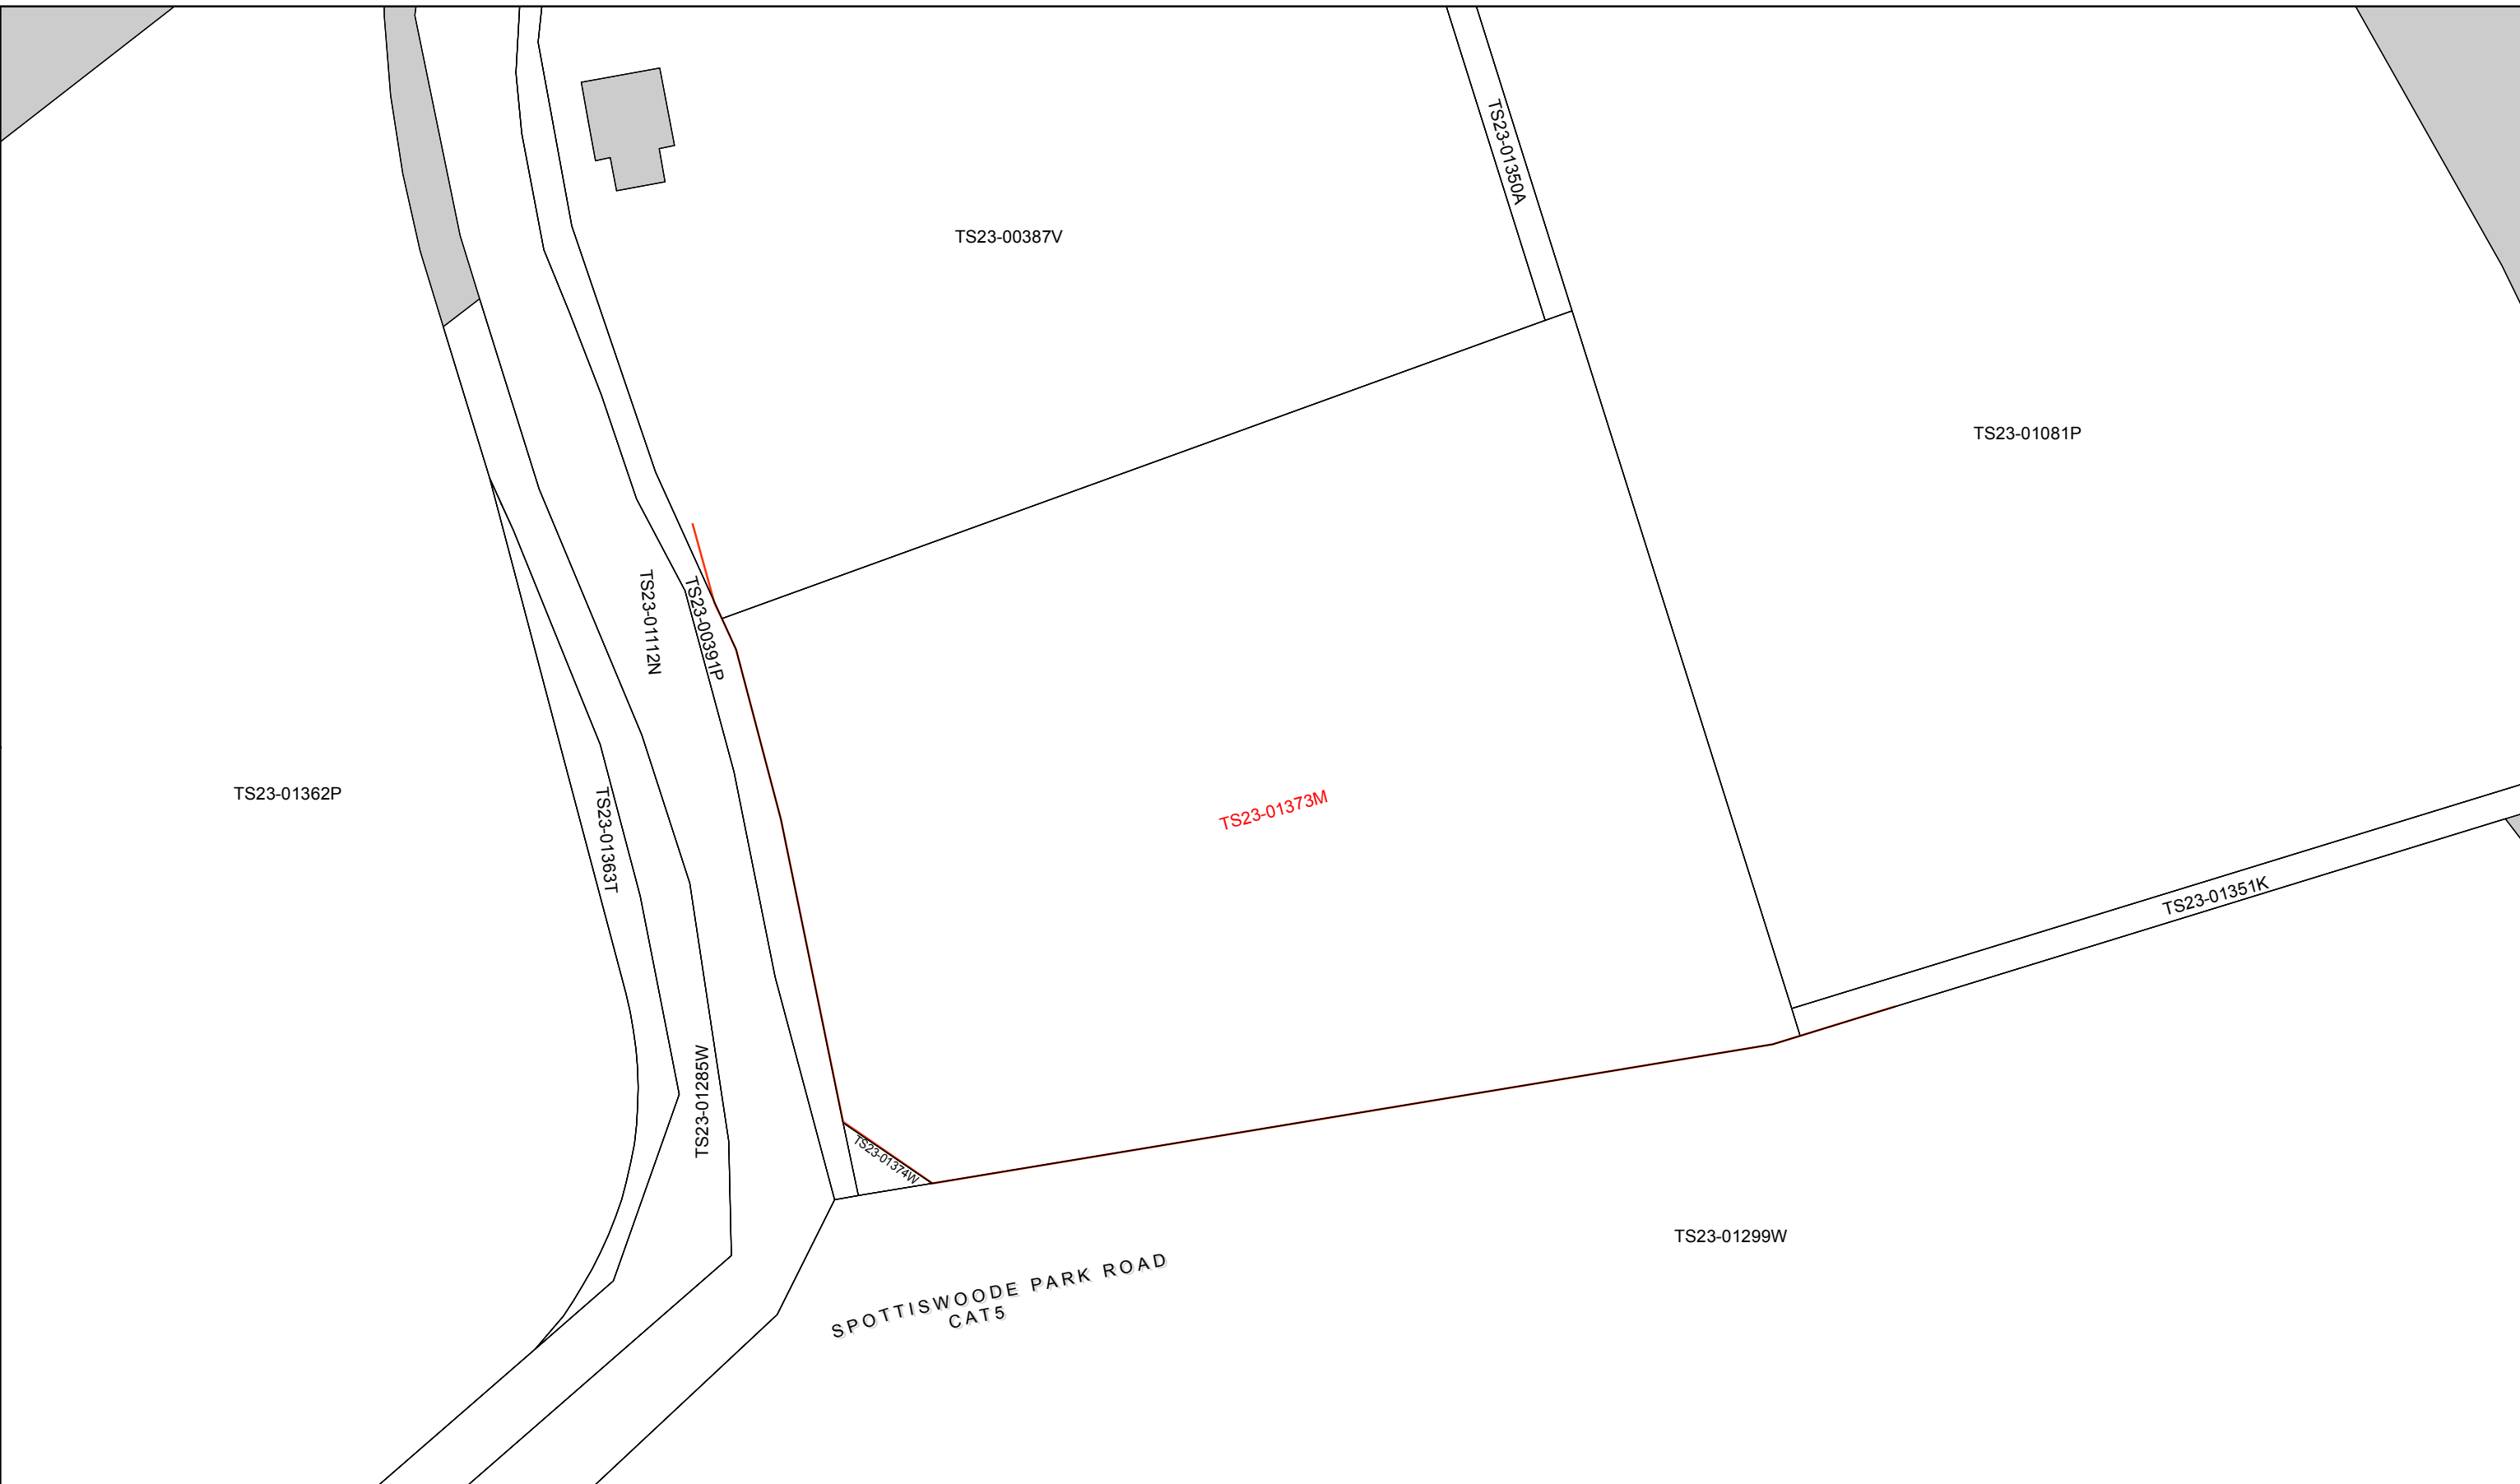 TS23-01350A
TS23-00387V
TS23-01081P
TS23-01112N
TS23-00391P
TS23-01362P
TS23-01363T
TS23-01373M
TS23-01351K
TS23-01285W
TS23-01374W
TS23-01299W
SPOTTISWOODE PARK ROAD
CAT5